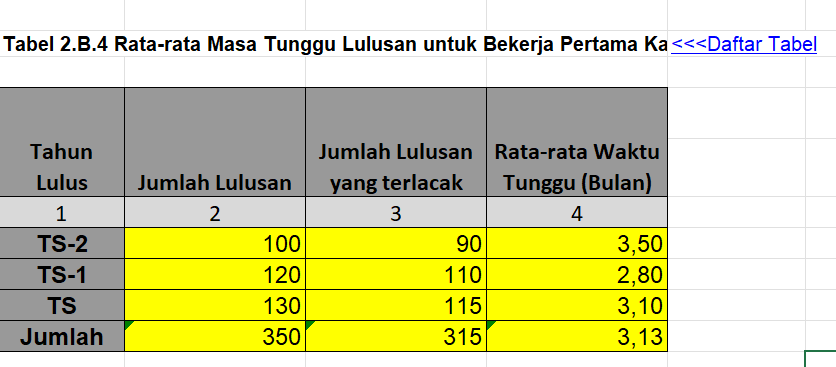 Tabel 2.B.4 Rata-rata Masa Tunggu Lulusan untuk Bekerja Pertama Ka <<<Daftar Tabel
Tahun Lulus Jumlah Lulusan Jumlah Lulusan yang terlacak Rata-rata Waktu Tunggu (Bulan)
1 2 3 4
TS-2 100 90 3,50
TS-1 120 110 2,80
TS 130 115 3,10
Jumlah 350 315 3,13